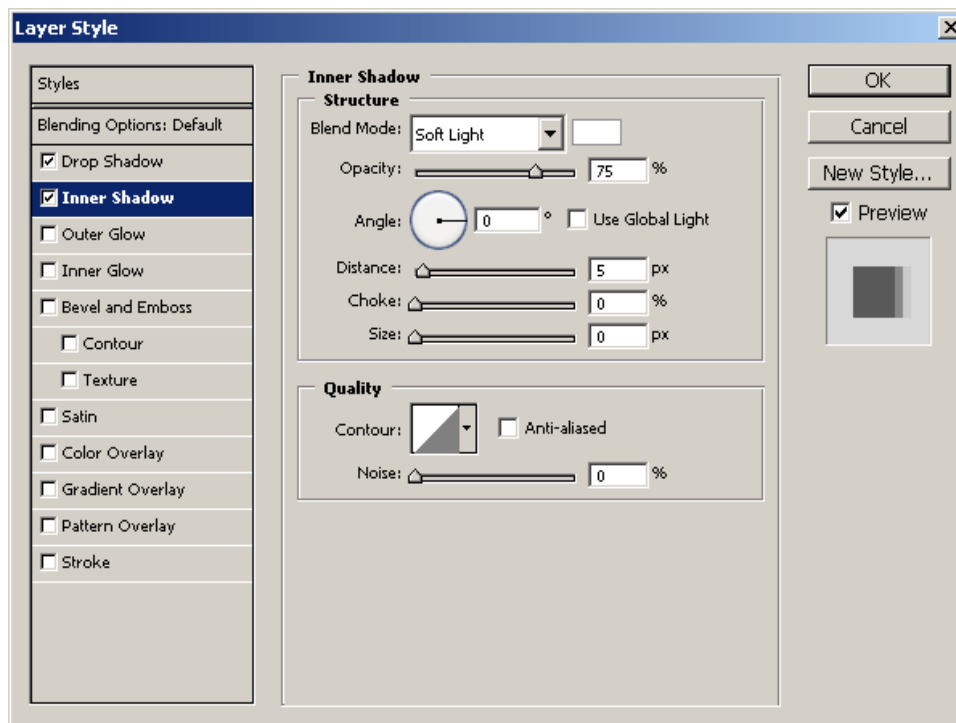 Layer Style
Styles
Blending Options: Default
Drop Shadow
Inner Shadow
Outer Glow
Inner Glow
Bevel and Emboss
Contour
Texture
Satin
Color Overlay
Gradient Overlay
Pattern Overlay
Stroke
Inner Shadow
Structure
Blend Mode: Soft Light
Opacity: 75 %
Angle: 0 ° Use Global Light
Distance: 5 px
Choke: 0 %
Size: 0 px
Quality
Contour: Anti-aliased
Noise: 0 %
OK
Cancel
New Style...
Preview